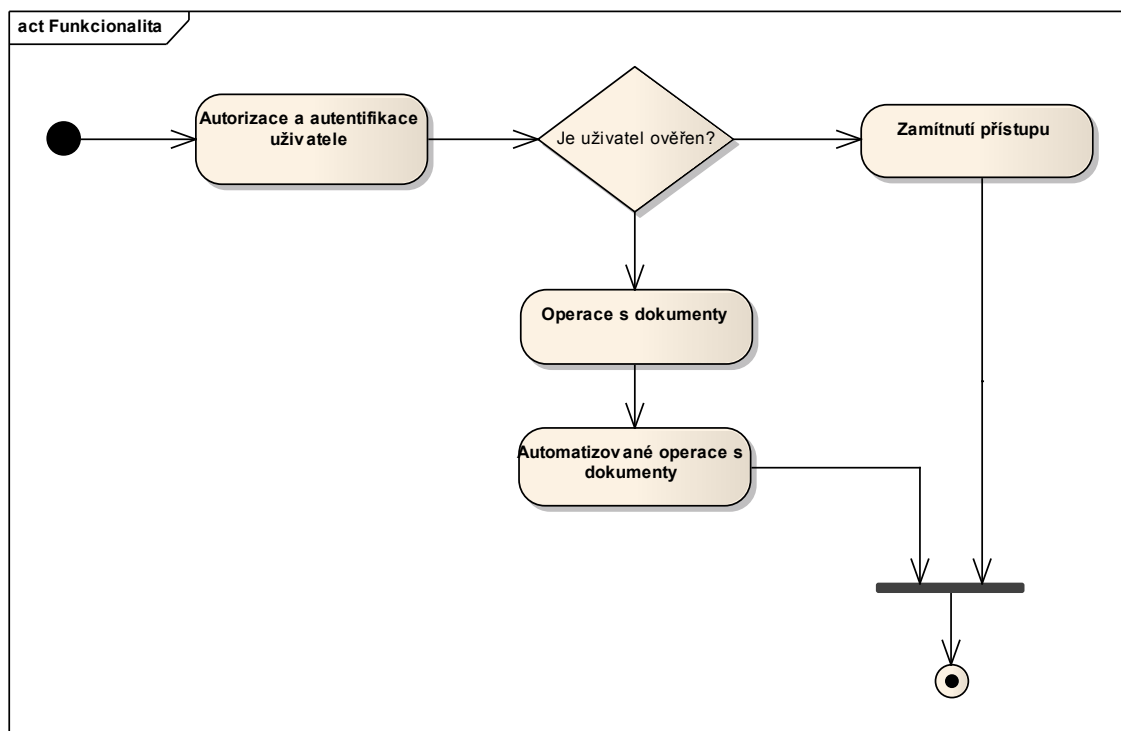 act Funkcionalita
Autorizace a autentifikace
uživatele
Je uživatel ověřen?
Zamítnutí přístupu
Operace s dokumenty
Automatizované operace s
dokumenty